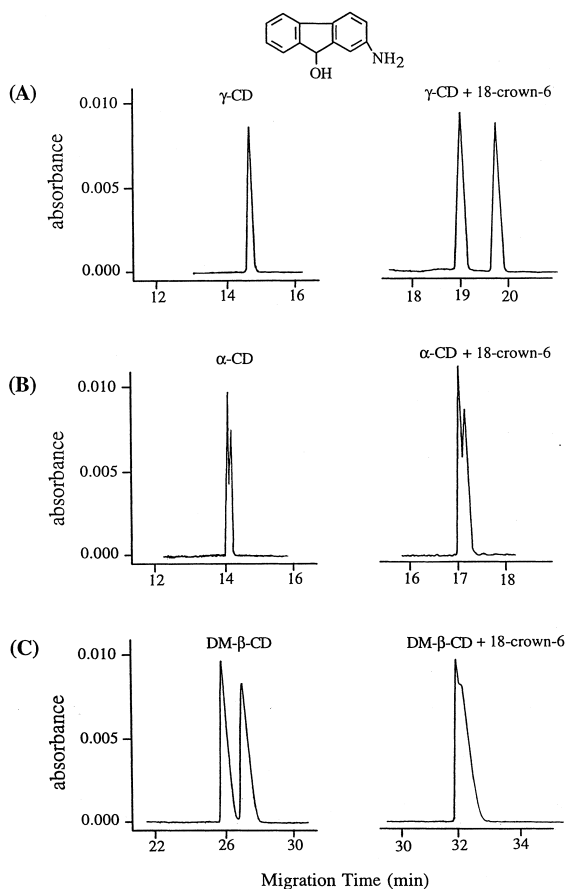 NH2
OH
(A)
γ-CD
γ-CD + 18-crown-6
absorbance
0.010
0.005
0.000
12 14 16
18 19 20
(B)
α-CD
α-CD + 18-crown-6
absorbance
0.010
0.005
0.000
12 14 16
16 17 18
(C)
DM-β-CD
DM-β-CD + 18-crown-6
absorbance
0.010
0.005
0.000
22 26 30
30 32 34
Migration Time (min)